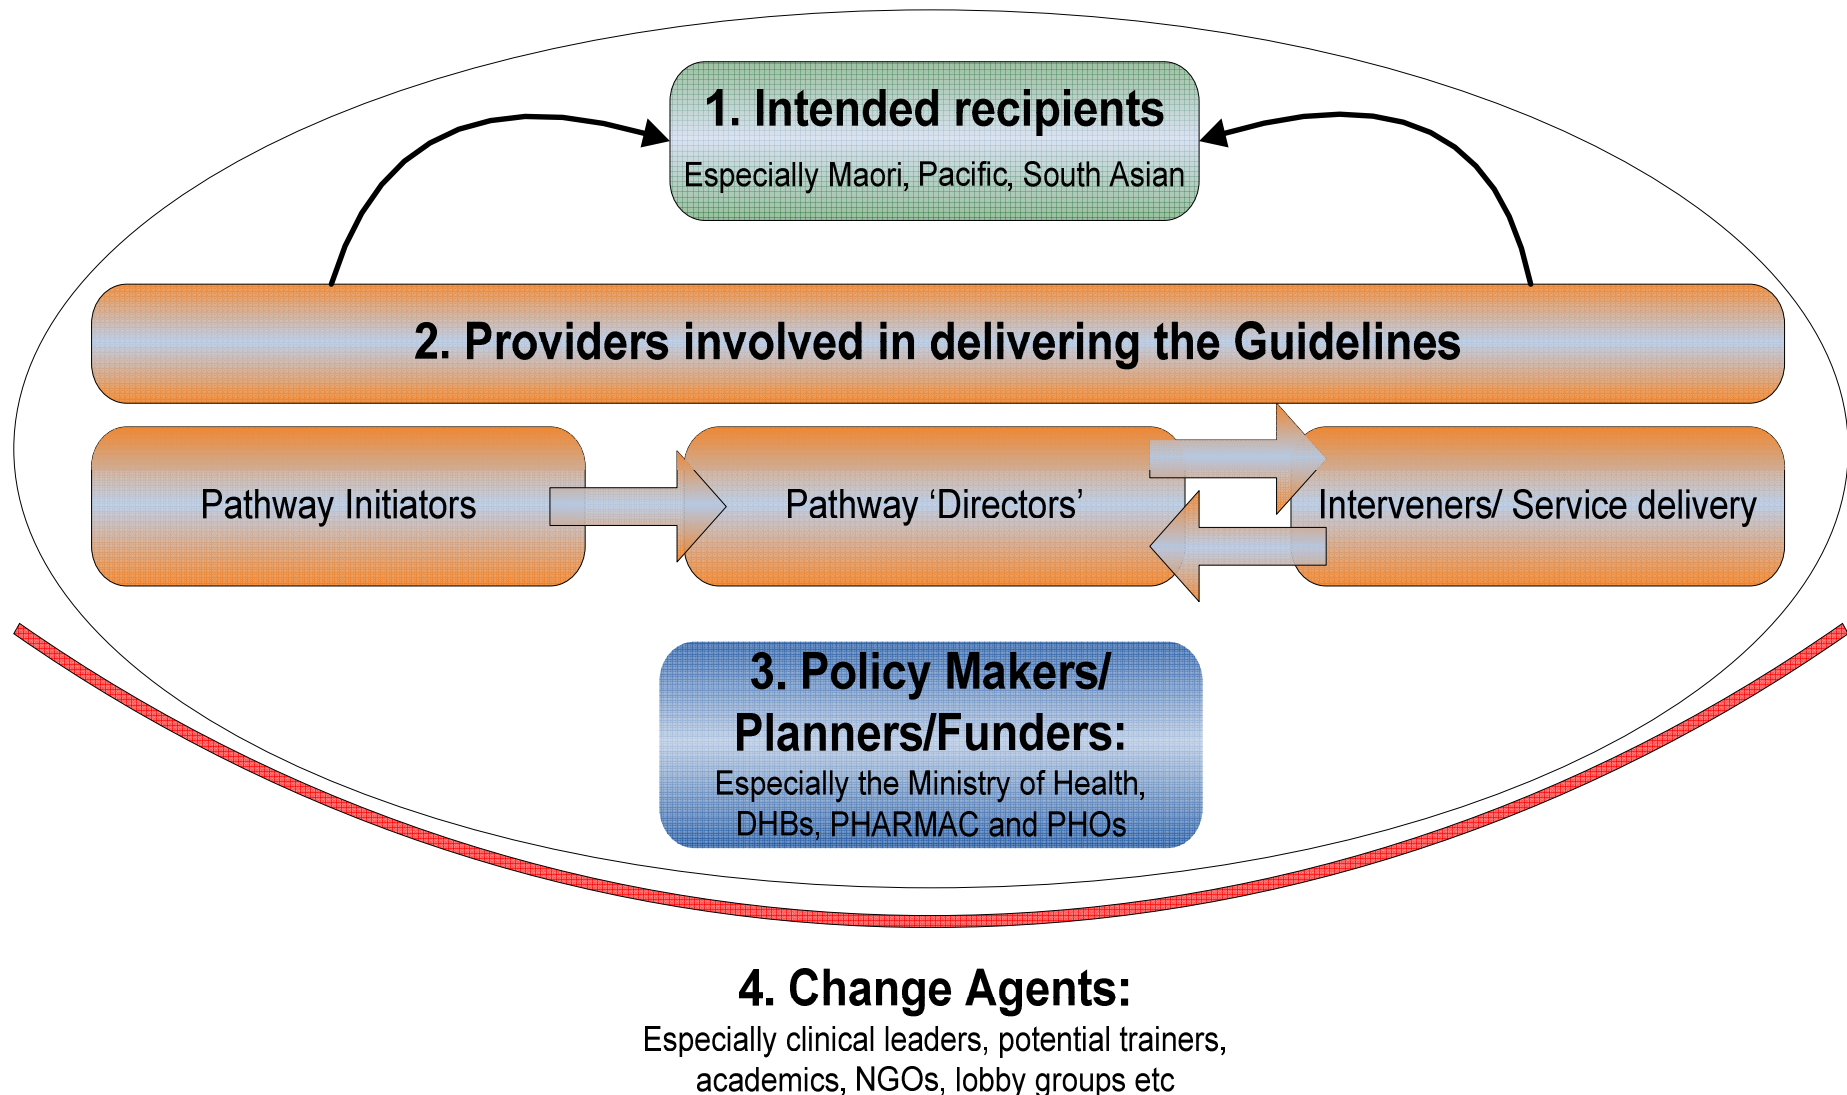 1. Intended recipients
Especially Maori, Pacific, South Asian
2. Providers involved in delivering the Guidelines
Pathway Initiators
Pathway ‘Directors’
Interveners/ Service delivery
3. Policy Makers/
Planners/Funders:
Especially the Ministry of Health,
DHBs, PHARMAC and PHOs
4. Change Agents:
Especially clinical leaders, potential trainers,
academics, NGOs, lobby groups etc